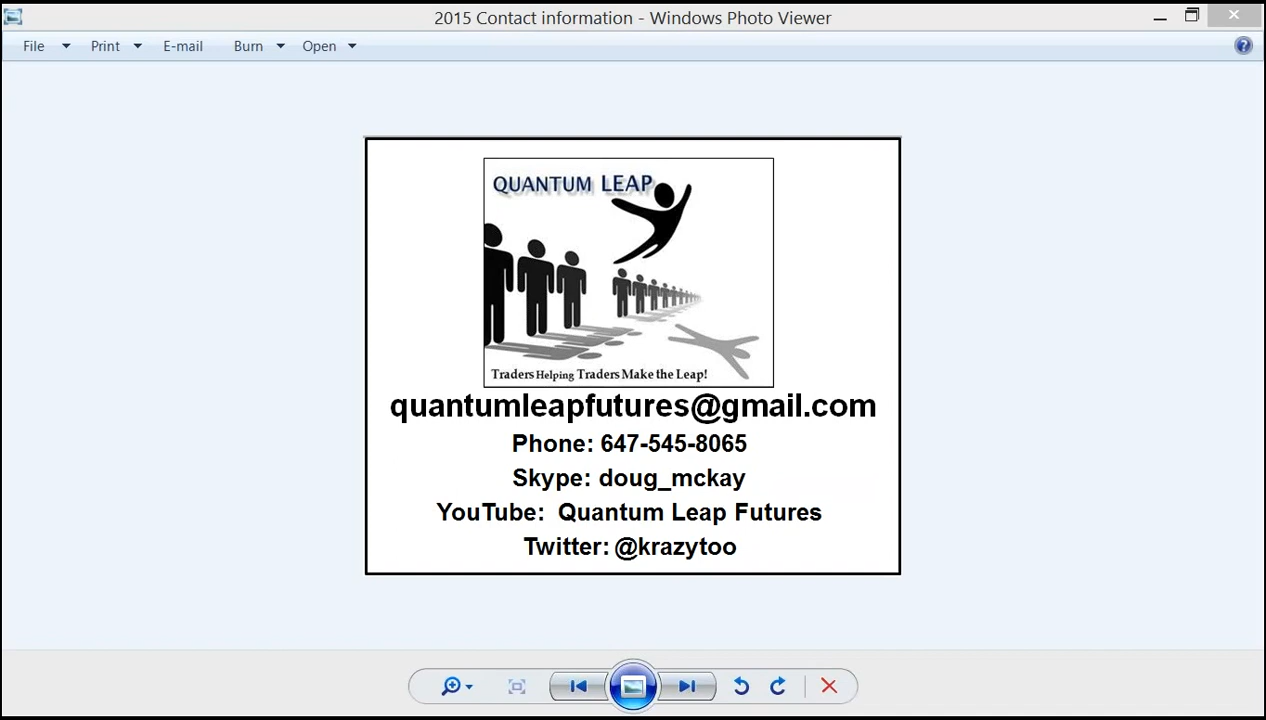 2015 Contact information - Windows Photo Viewer
File Print E-mail Burn Open
QUANTUM LEAP
Traders Helping Traders Make the Leap!
quantumleapfutures@gmail.com
Phone: 647-545-8065
Skype: doug_mckay
YouTube: Quantum Leap Futures
Twitter: @krazytoo